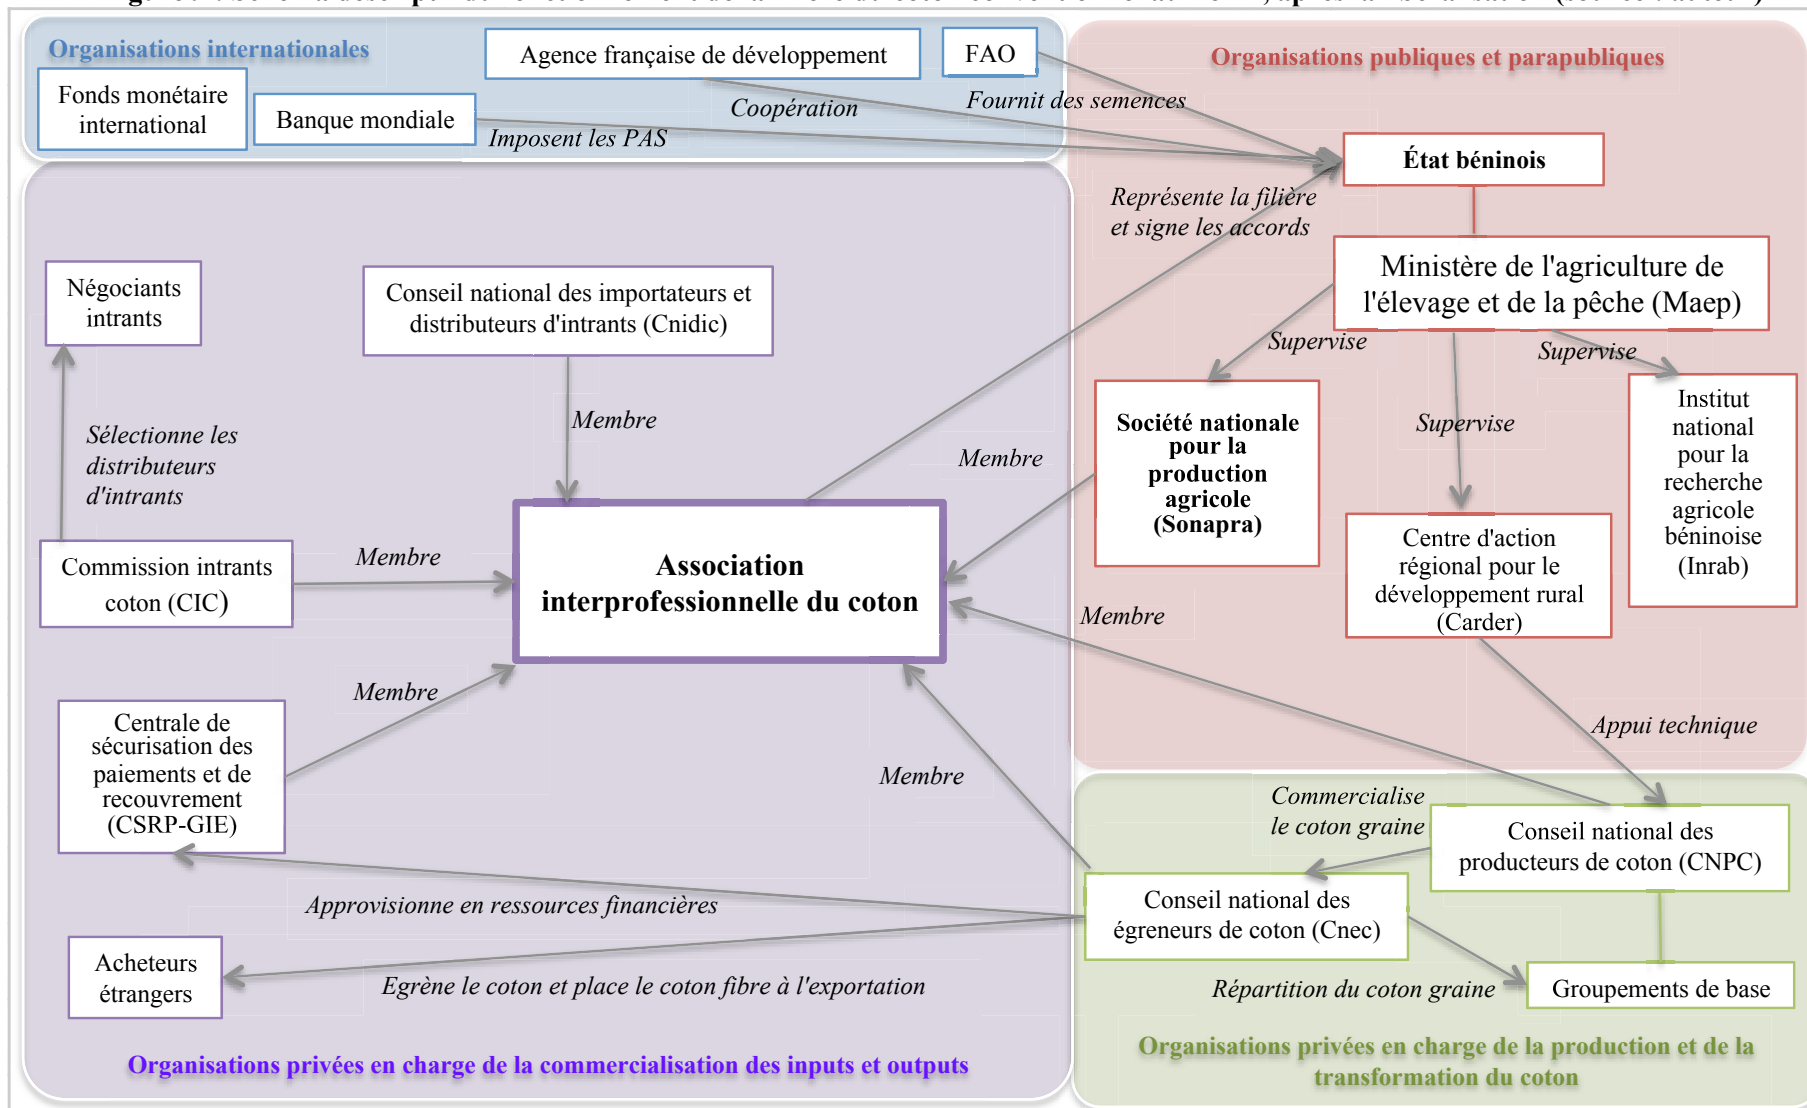 Organisations internationales
Agence française de développement
FAO
Fonds monétaire
international
Banque mondiale
Coopération
Fournit des semences
Imposent les PAS
Organisations publiques et parapubliques
État béninois
Représente la filière
et signe les accords
Ministère de l'agriculture de
l'élevage et de la pêche (Maep)
Supervise
Supervise
Supervise
Société nationale
pour la
production
agricole
(Sonapra)
Institut
national
pour la
recherche
agricole
béninoise
(Inrab)
Centre d'action
régional pour le
développement rural
(Carder)
Appui technique
Négociants
intrants
Conseil national des importateurs et
distributeurs d'intrants (Cnidic)
Sélectionne les
distributeurs
d'intrants
Membre
Membre
Commission intrants
coton (CIC)
Membre
Association
interprofessionnelle du coton
Membre
Membre
Centrale de
sécurisation des
paiements et de
recouvrement
(CSRP-GIE)
Membre
Approvisionne en ressources financières
Acheteurs
étrangers
Egrène le coton et place le coton fibre à l'exportation
Organisations privées en charge de la commercialisation des inputs et outputs
Commercialise
le coton graine
Conseil national des
producteurs de coton (CNPC)
Conseil national des
égreneurs de coton (Cnec)
Répartition du coton graine
Groupements de base
Organisations privées en charge de la production et de la
transformation du coton